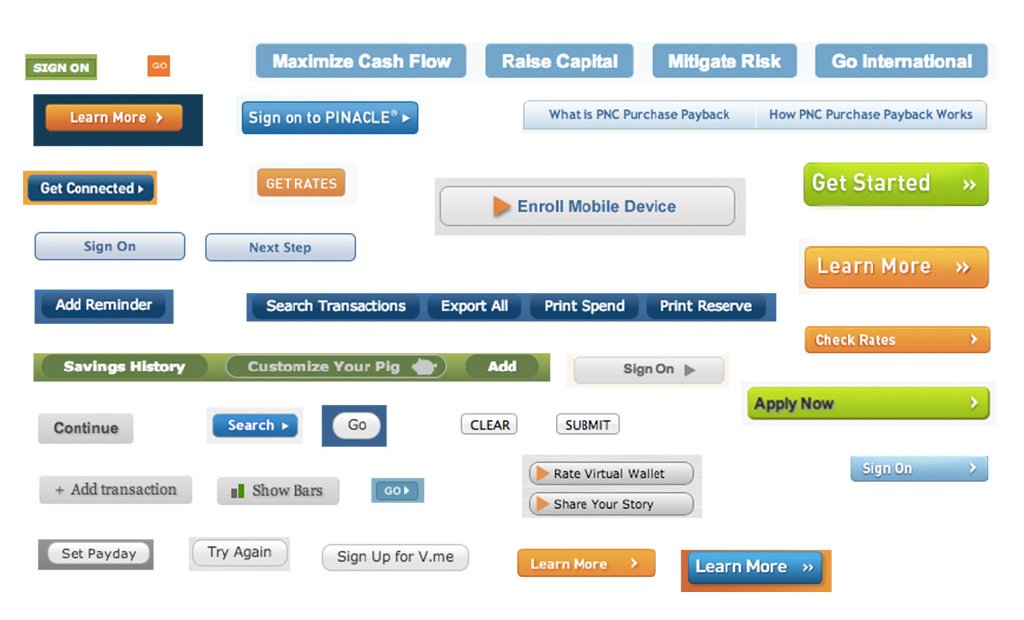 SIGN ON
GO
Maximize Cash Flow
Raise Capital
Mitigate Risk
Go International
Learn More
Sign on to PINACLE®
What is PNC Purchase Payback
How PNC Purchase Payback Works
Get Connected
GET RATES
Enroll Mobile Device
Get Started »
Sign On
Next Step
Learn More »
Add Reminder
Search Transactions
Export All
Print Spend
Print Reserve
Check Rates
Savings History
Customize Your Pig
Add
Sign On
Apply Now
Continue
Search
Go
CLEAR
SUBMIT
Sign On
Rate Virtual Wallet
Share Your Story
+ Add transaction
Show Bars
GO
Set Payday
Try Again
Sign Up for V.me
Learn More
Learn More »